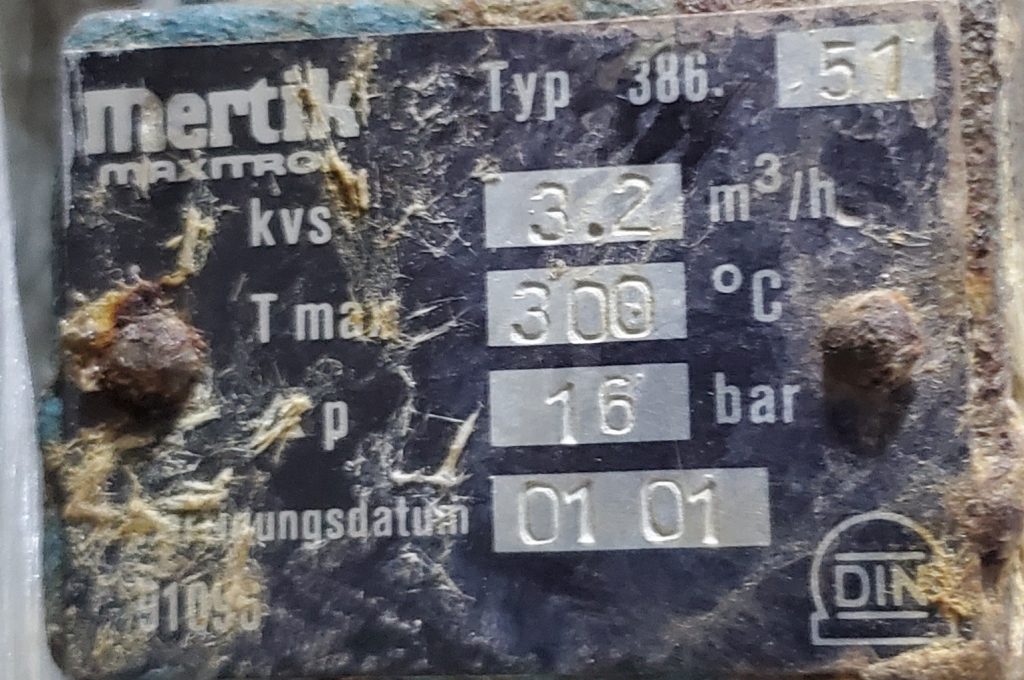 mertik Typ 386. 51
MAXITROL
kvs 3.2 m³/h
T max 300 °C
p 16 bar
01 01
DIN